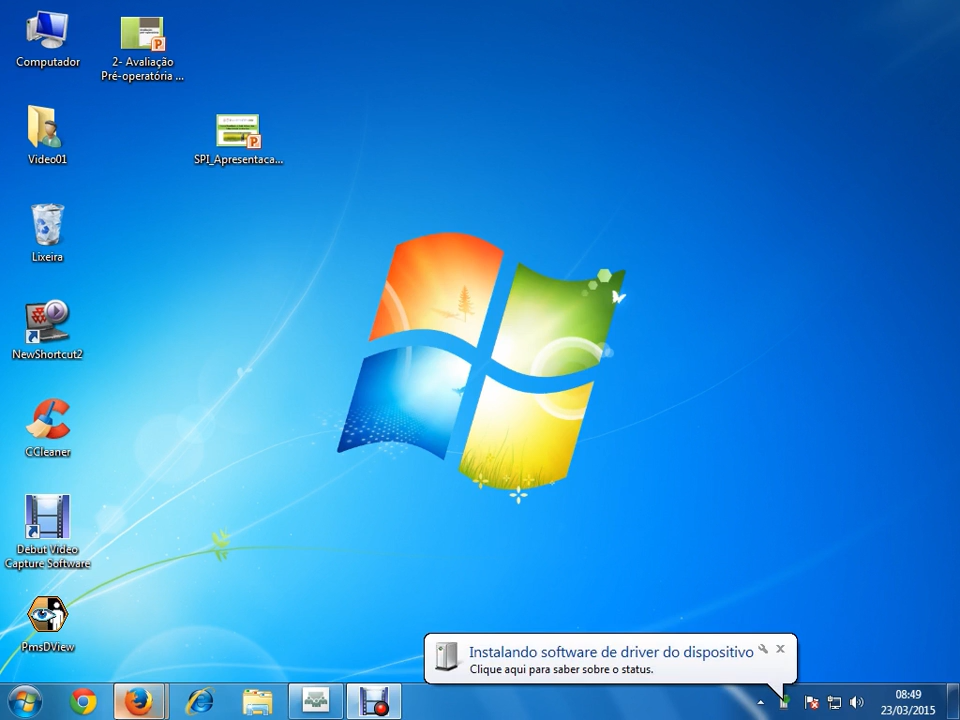 Computador
2- Avaliação
Pré-operatória ...
Video01
SPI_Apresentaca...
Lixeira
NewShortcut2
CCleaner
Debut Video
Capture Software
PmsDView
Instalando software de driver do dispositivo
Clique aqui para saber sobre o status.
08:49
23/03/2015